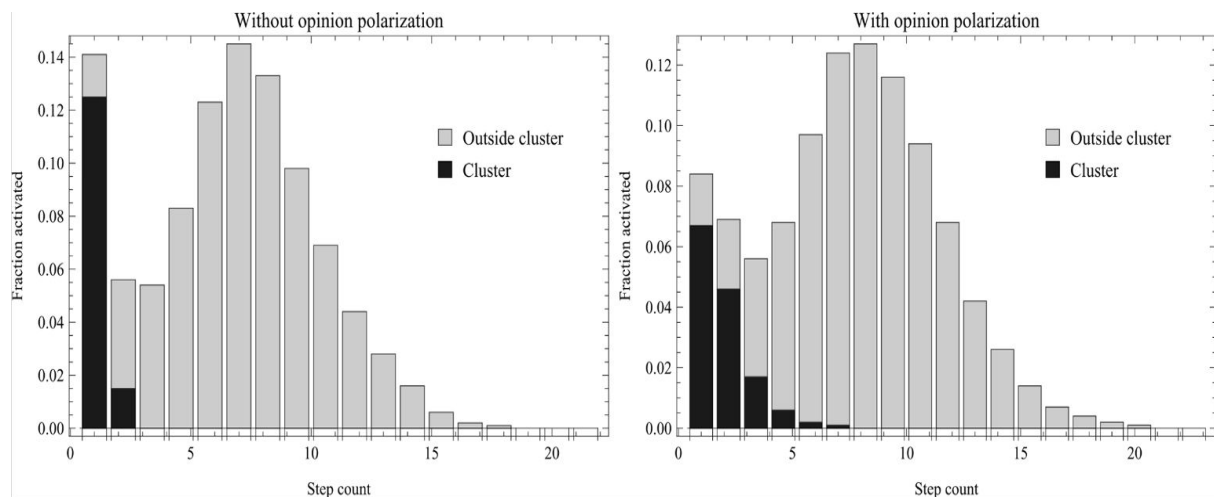 Without opinion polarization
Fraction activated
0.14
0.12
0.10
0.08
0.06
0.04
0.02
0.00
Outside cluster
Cluster
0 5 10 15 20
Step count
With opinion polarization
Fraction activated
0.12
0.10
0.08
0.06
0.04
0.02
0.00
Outside cluster
Cluster
0 5 10 15 20
Step count